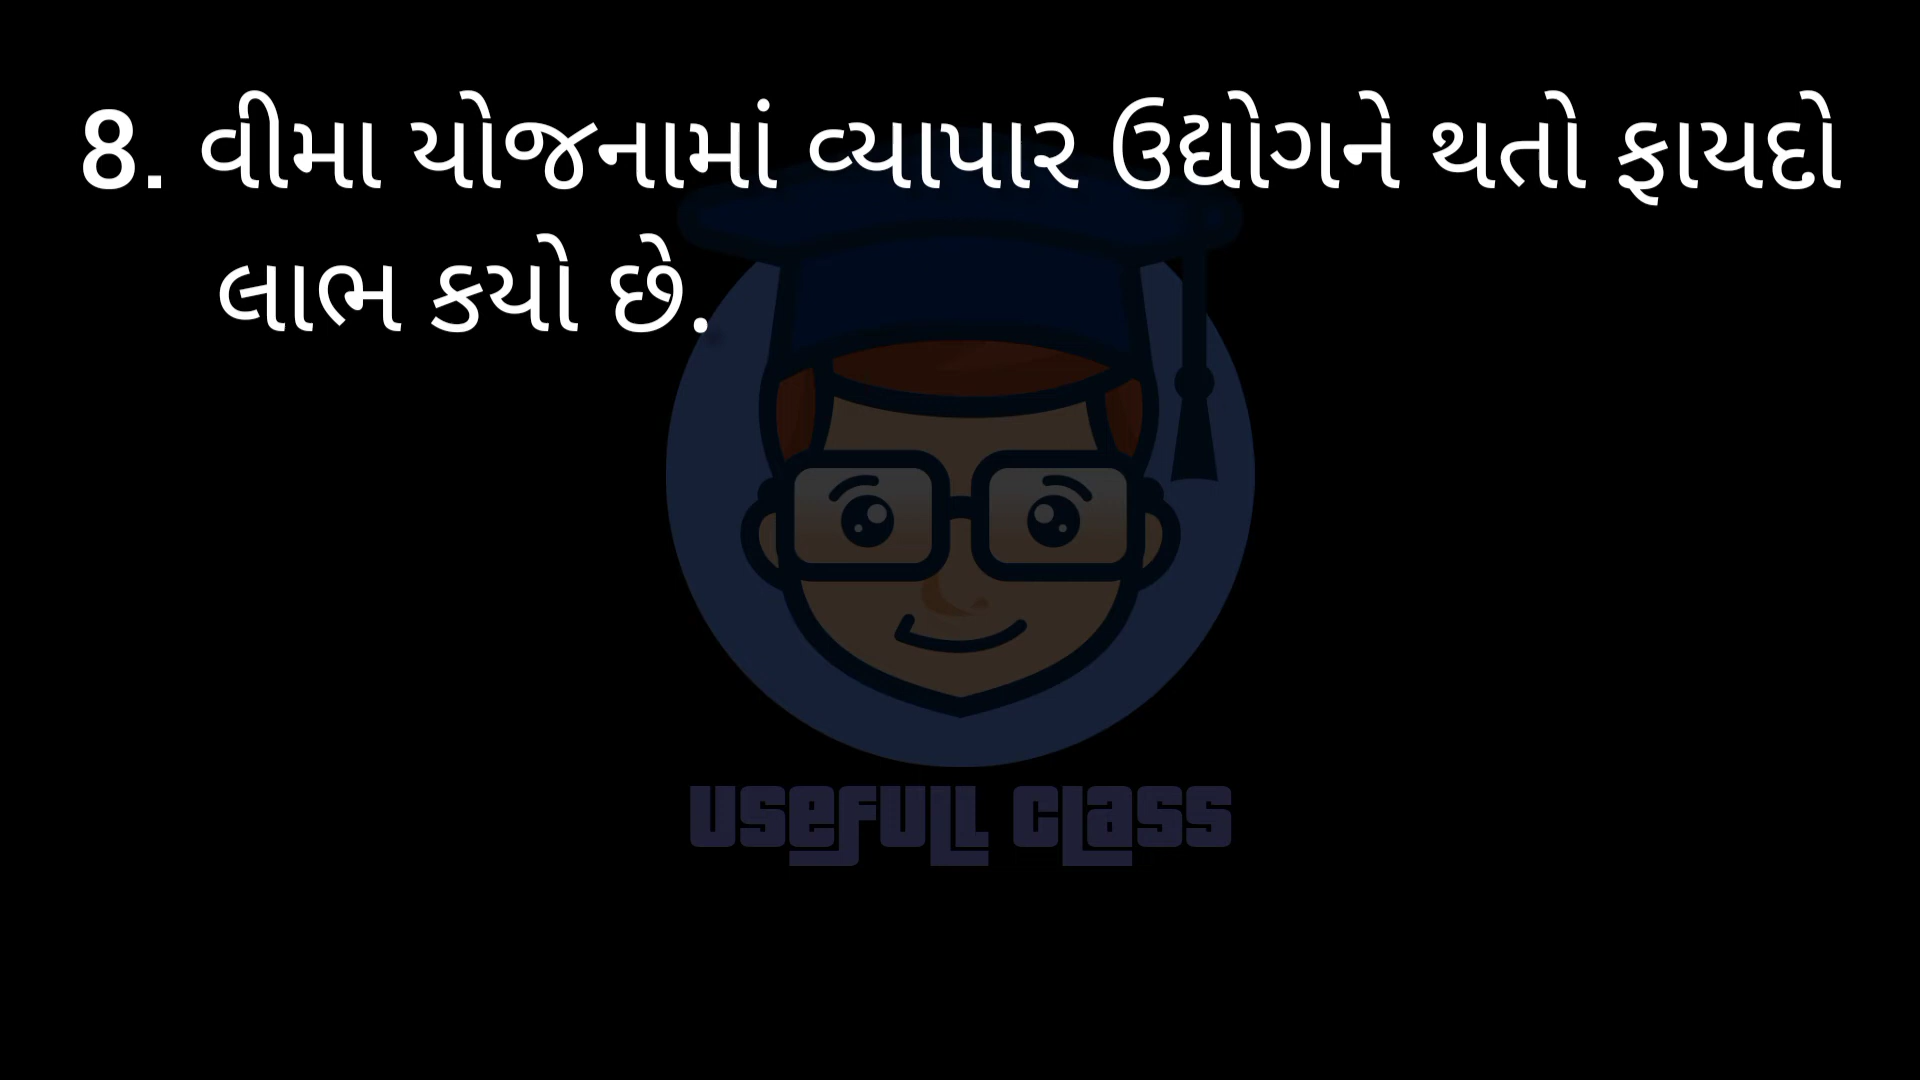 8. વીમા યોજનામાં વ્યાપાર ઉદ્યોગને થતો ફાયદો
લાભ કયો છે.
USEFULL CLASS